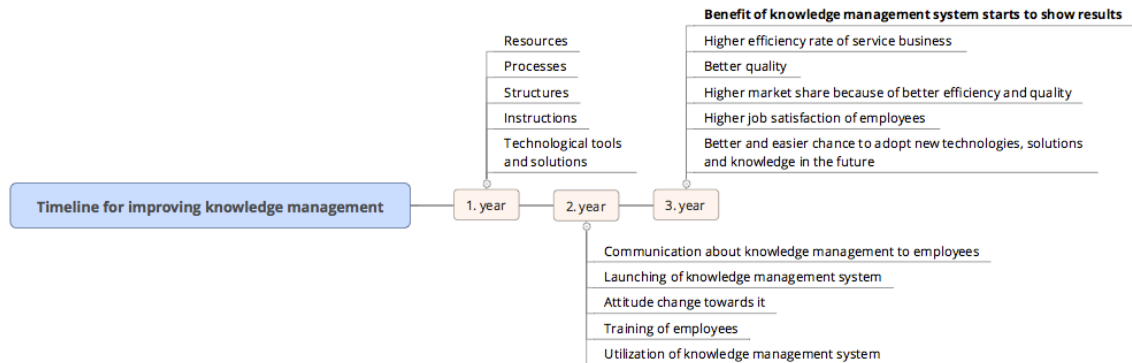 Timeline for improving knowledge management
1. year
Resources
Processes
Structures
Instructions
Technological tools
and solutions
2. year
Communication about knowledge management to employees
Launching of knowledge management system
Attitude change towards it
Training of employees
Utilization of knowledge management system
3. year
Benefit of knowledge management system starts to show results
Higher efficiency rate of service business
Better quality
Higher market share because of better efficiency and quality
Higher job satisfaction of employees
Better and easier chance to adopt new technologies, solutions
and knowledge in the future